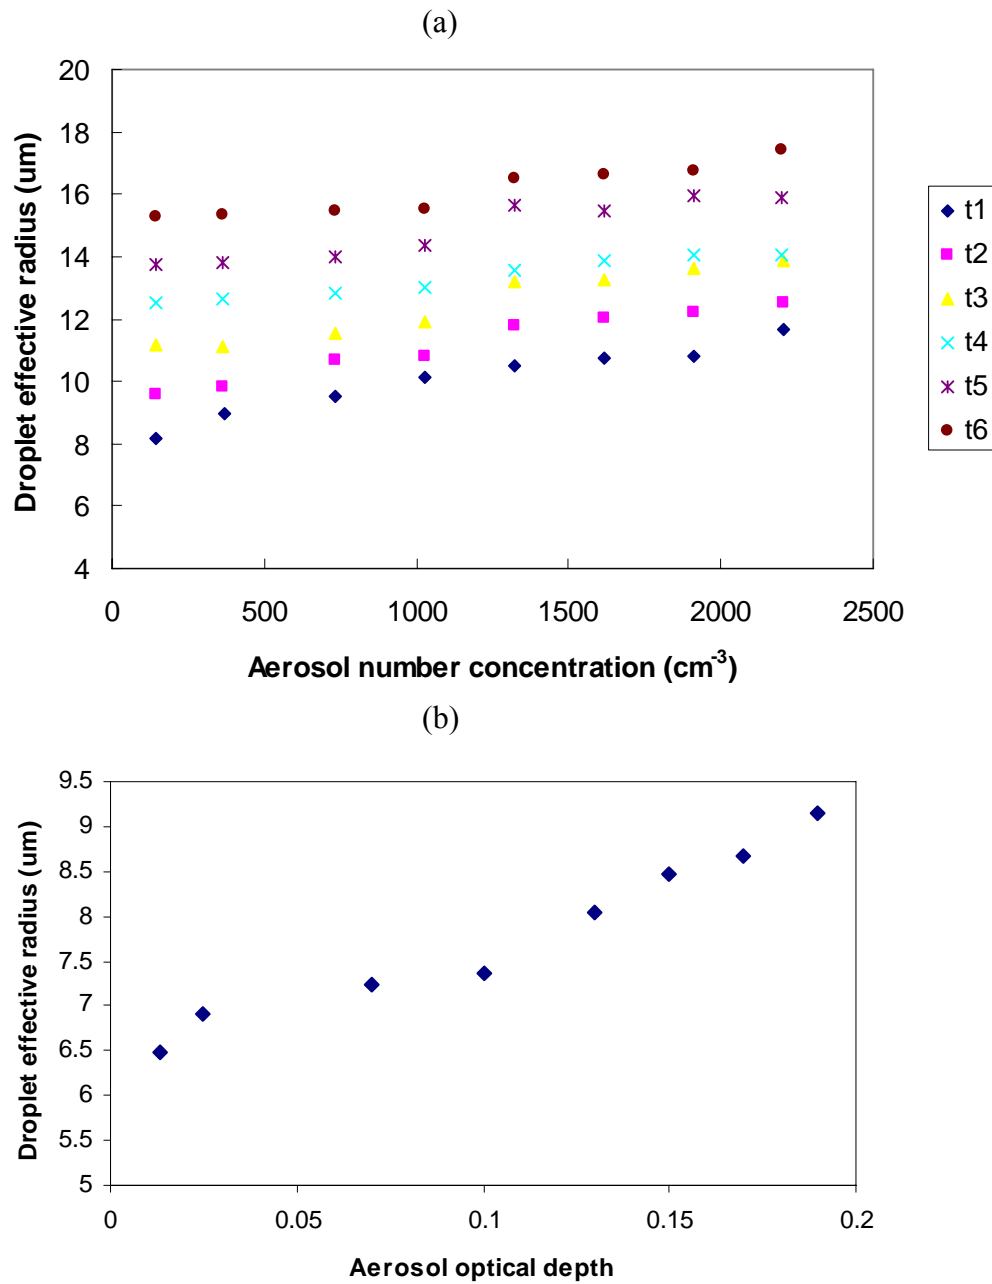 (a)
20
18
16
14
12
10
8
6
4
Droplet effective radius (um)
0 500 1000 1500 2000 2500
Aerosol number concentration (cm⁻³)
t1
t2
t3
t4
t5
t6
(b)
9.5
9
8.5
8
7.5
7
6.5
6
5.5
5
Droplet effective radius (um)
0 0.05 0.1 0.15 0.2
Aerosol optical depth